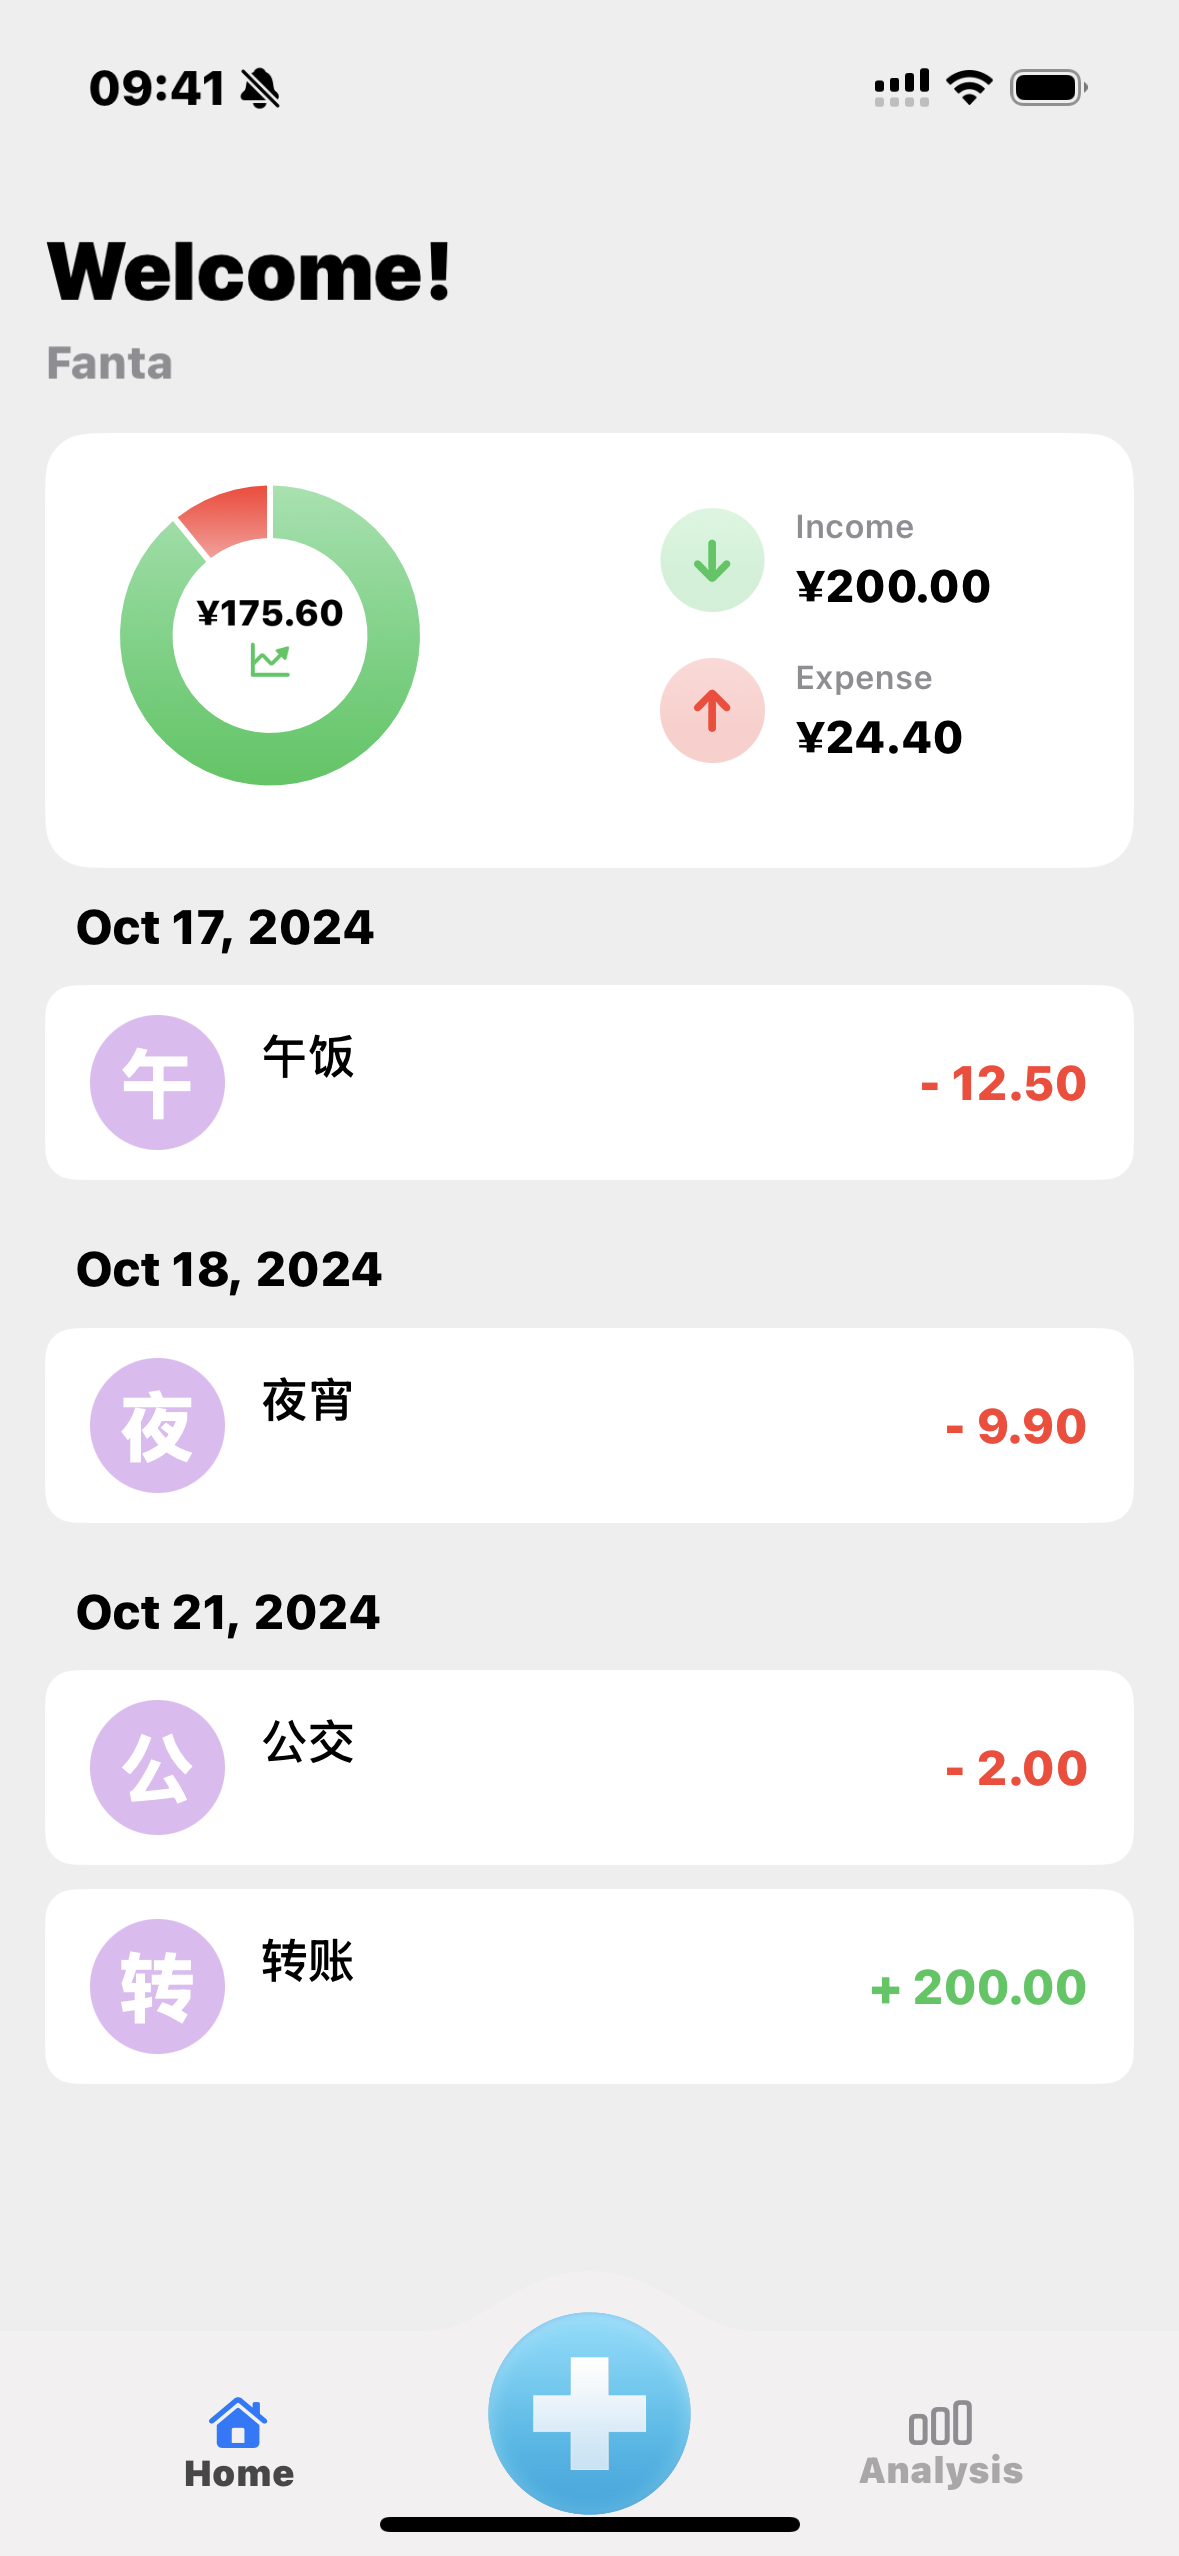 09:41
Welcome!
Fanta
¥175.60
Income
¥200.00
Expense
¥24.40
Oct 17, 2024
午
午饭
- 12.50
Oct 18, 2024
夜
夜宵
- 9.90
Oct 21, 2024
公
公交
- 2.00
转
转账
+ 200.00
Home
Analysis